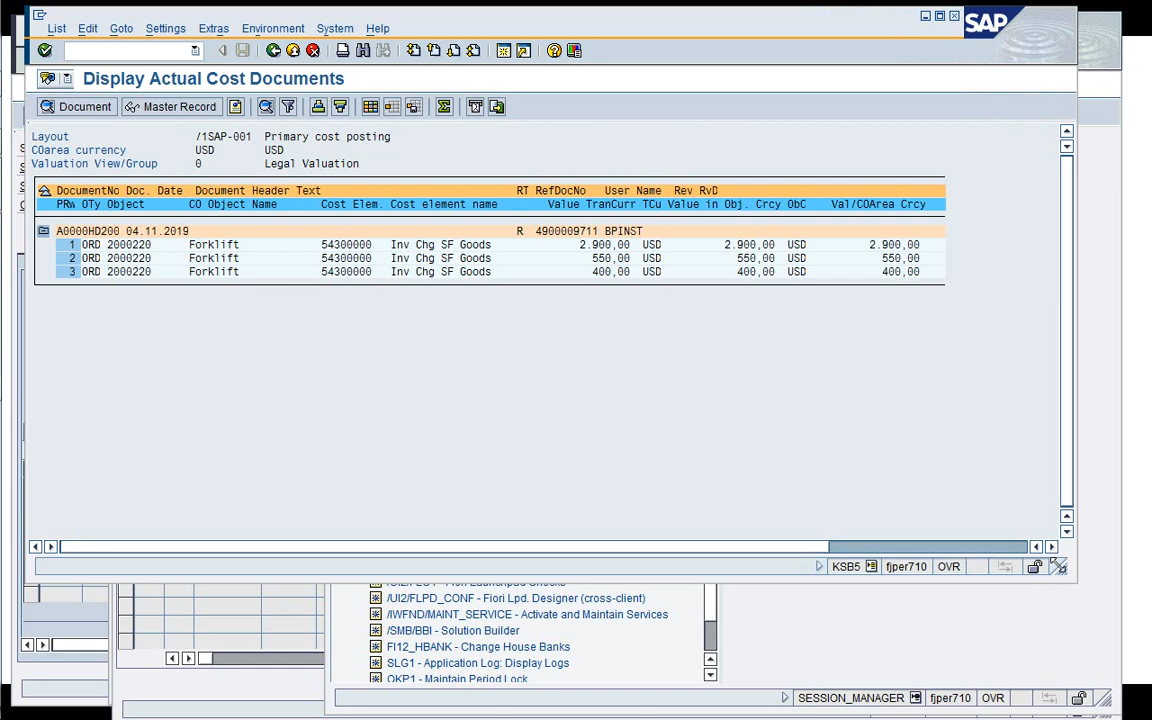 List Edit Goto Settings Extras Environment System Help
SAP
Display Actual Cost Documents
Document Master Record
Layout /1SAP-001 Primary cost posting
COarea currency USD USD
Valuation View/Group 0 Legal Valuation
DocumentNo Doc. Date Document Header Text RT RefDocNo User Name Rev RvD
PRw OTy Object CO Object Name Cost Elem. Cost element name Value TranCurr TCu Value in Obj. Crcy ObC Val/COArea Crcy
A0000HD200 04.11.2019 R 4900009711 BPINST
1 ORD 2000220 Forklift 54300000 Inv Chg SF Goods 2.900,00 USD 2.900,00 USD 2.900,00
2 ORD 2000220 Forklift 54300000 Inv Chg SF Goods 550,00 USD 550,00 USD 550,00
3 ORD 2000220 Forklift 54300000 Inv Chg SF Goods 400,00 USD 400,00 USD 400,00
KSB5 fjper710 OVR
/UI2/FLPD_CONF - Fiori Lpd. Designer (cross-client)
/IWFND/MAINT_SERVICE - Activate and Maintain Services
/SMB/BBI - Solution Builder
FI12_HBANK - Change House Banks
SLG1 - Application Log: Display Logs
OKP1 - Maintain Period Lock
SESSION_MANAGER fjper710 OVR